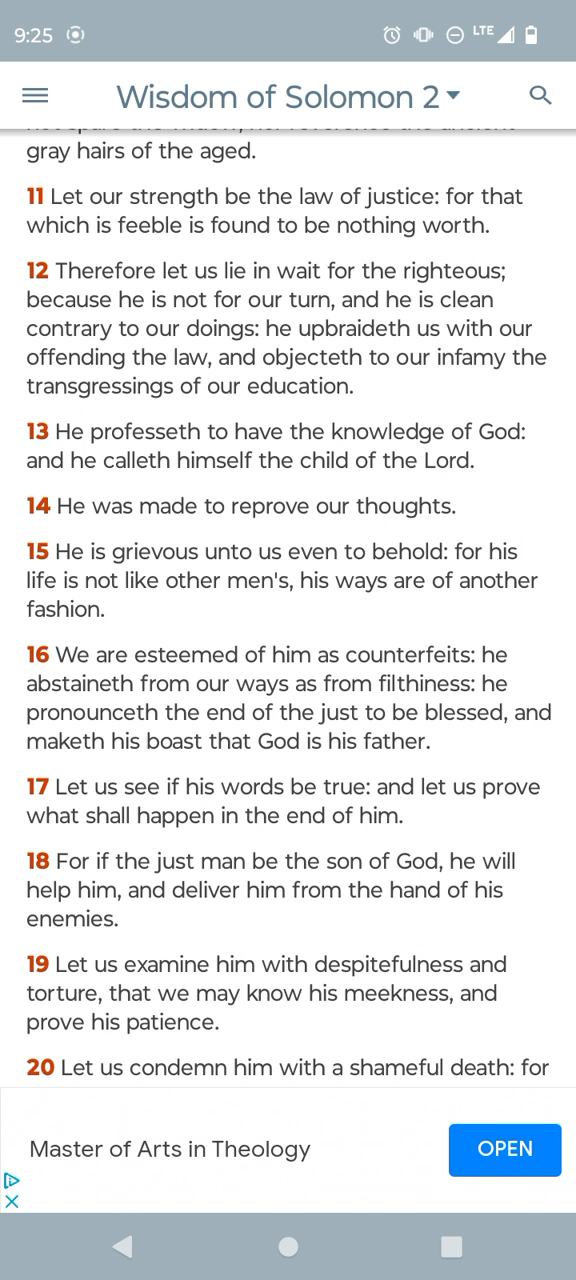 9:25
LTE
Wisdom of Solomon 2
gray hairs of the aged.
11 Let our strength be the law of justice: for that
which is feeble is found to be nothing worth.
12 Therefore let us lie in wait for the righteous;
because he is not for our turn, and he is clean
contrary to our doings: he upbraideth us with our
offending the law, and objecteth to our infamy the
transgressings of our education.
13 He professeth to have the knowledge of God:
and he calleth himself the child of the Lord.
14 He was made to reprove our thoughts.
15 He is grievous unto us even to behold: for his
life is not like other men's, his ways are of another
fashion.
16 We are esteemed of him as counterfeits: he
abstaineth from our ways as from filthiness: he
pronounceth the end of the just to be blessed, and
maketh his boast that God is his father.
17 Let us see if his words be true: and let us prove
what shall happen in the end of him.
18 For if the just man be the son of God, he will
help him, and deliver him from the hand of his
enemies.
19 Let us examine him with despitefulness and
torture, that we may know his meekness, and
prove his patience.
20 Let us condemn him with a shameful death: for
Master of Arts in Theology
OPEN